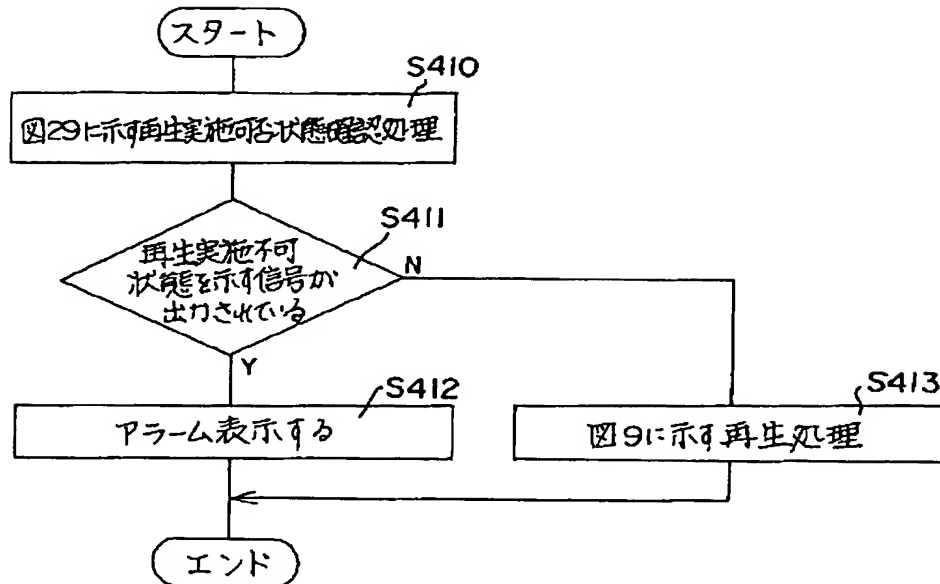 スタート
S410
図29に示す再生実施可否状態確認処理
S411
再生実施不可
状態を示す信号が
出力されている
N
Y
S412
アラーム表示する
S413
図9に示す再生処理
エンド